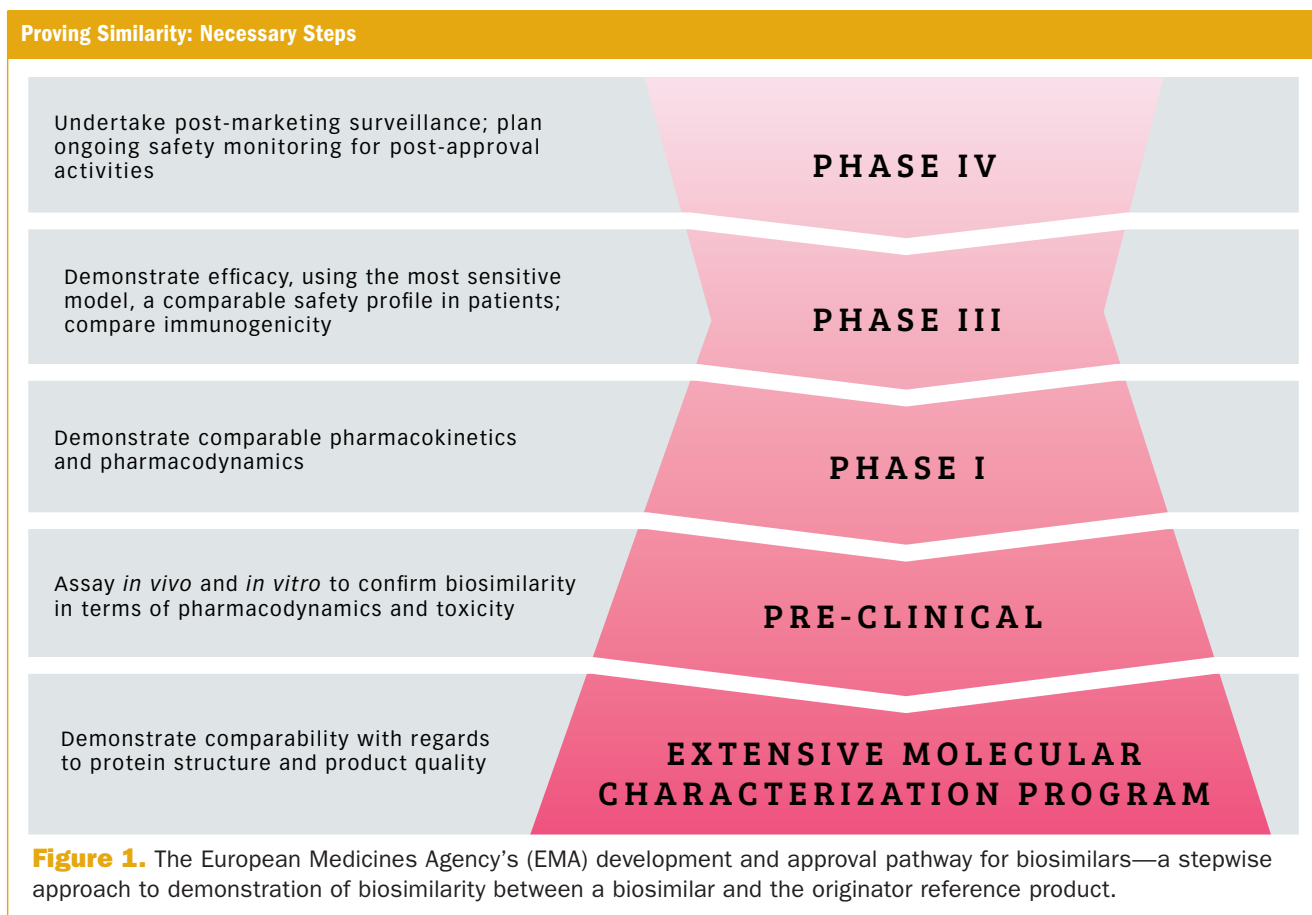 Proving Similarity: Necessary Steps
Undertake post-marketing surveillance; plan
ongoing safety monitoring for post-approval
activities
PHASE IV
Demonstrate efficacy, using the most sensitive
model, a comparable safety profile in patients;
compare immunogenicity
PHASE III
Demonstrate comparable pharmacokinetics
and pharmacodynamics
PHASE I
Assay in vivo and in vitro to confirm biosimilarity
in terms of pharmacodynamics and toxicity
PRE-CLINICAL
Demonstrate comparability with regards
to protein structure and product quality
EXTENSIVE MOLECULAR
CHARACTERIZATION PROGRAM
Figure 1. The European Medicines Agency’s (EMA) development and approval pathway for biosimilars—a stepwise
approach to demonstration of biosimilarity between a biosimilar and the originator reference product.